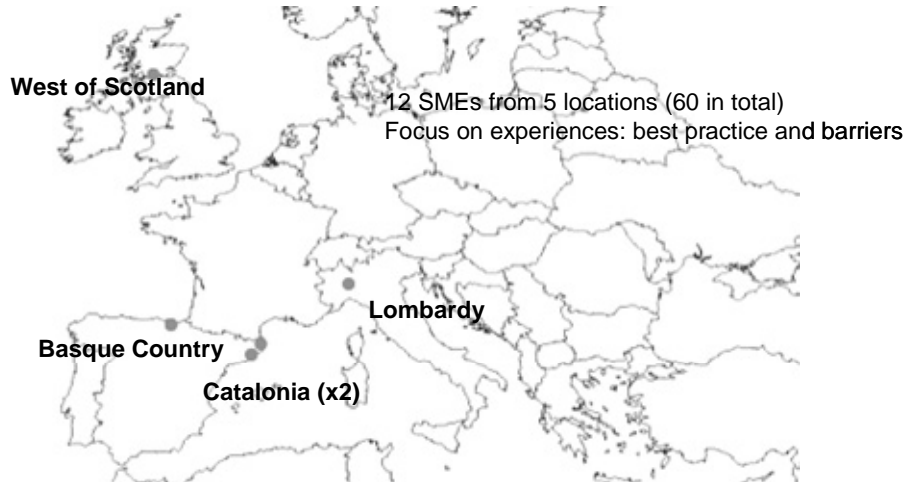 West of Scotland
12 SMEs from 5 locations (60 in total)
Focus on experiences: best practice and barriers
Lombardy
Basque Country
Catalonia (x2)